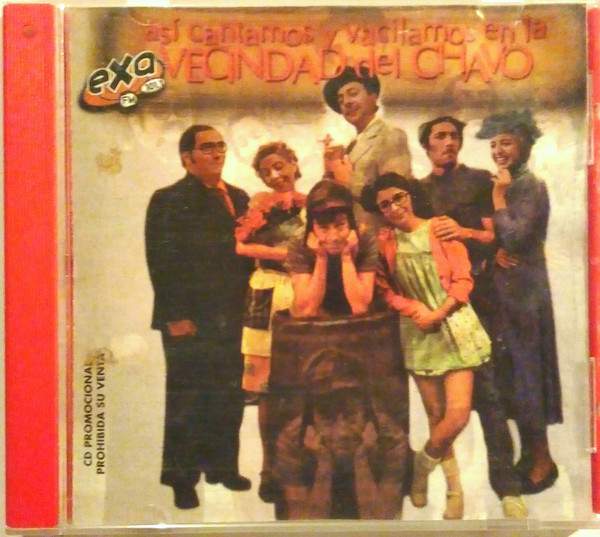 así cantamos y vacilamos en la
VECINDAD del CHAVO
exa
FM
CD PROMOCIONAL
PROHIBIDA SU VENTA